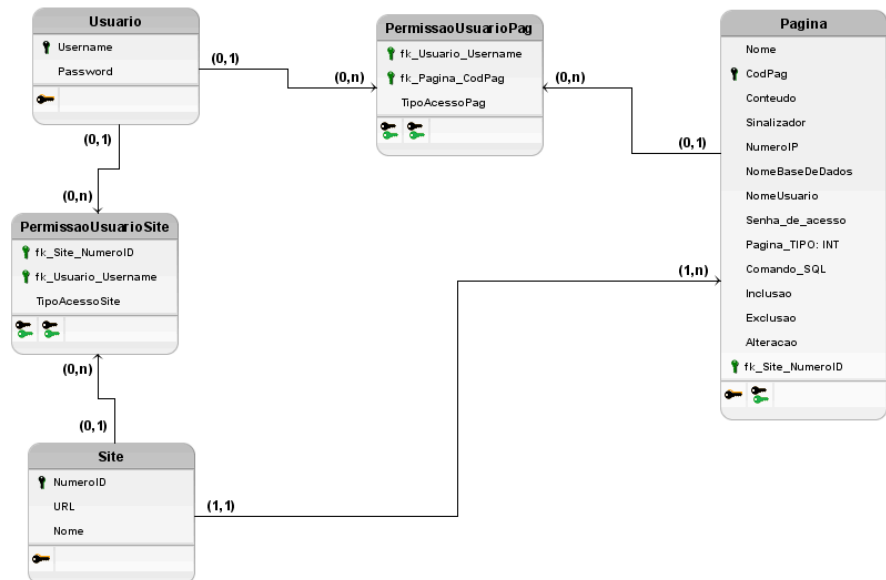 Usuario
Username
Password
(0,1)
(0,1)
PermissaoUsuarioPag
fk_Usuario_Username
fk_Pagina_CodPag
TipoAcessoPag
(0,n)
(0,n)
(0,1)
Pagina
Nome
CodPag
Conteudo
Sinalizador
NumeroIP
NomeBaseDeDados
NomeUsuario
Senha_de_acesso
Pagina_TIPO: INT
Comando_SQL
Inclusao
Exclusao
Alteracao
fk_Site_NumeroID
(0,n)
PermissaoUsuarioSite
fk_Site_NumeroID
fk_Usuario_Username
TipoAcessoSite
(0,n)
(0,1)
(1,n)
Site
NumeroID
URL
Nome
(1,1)